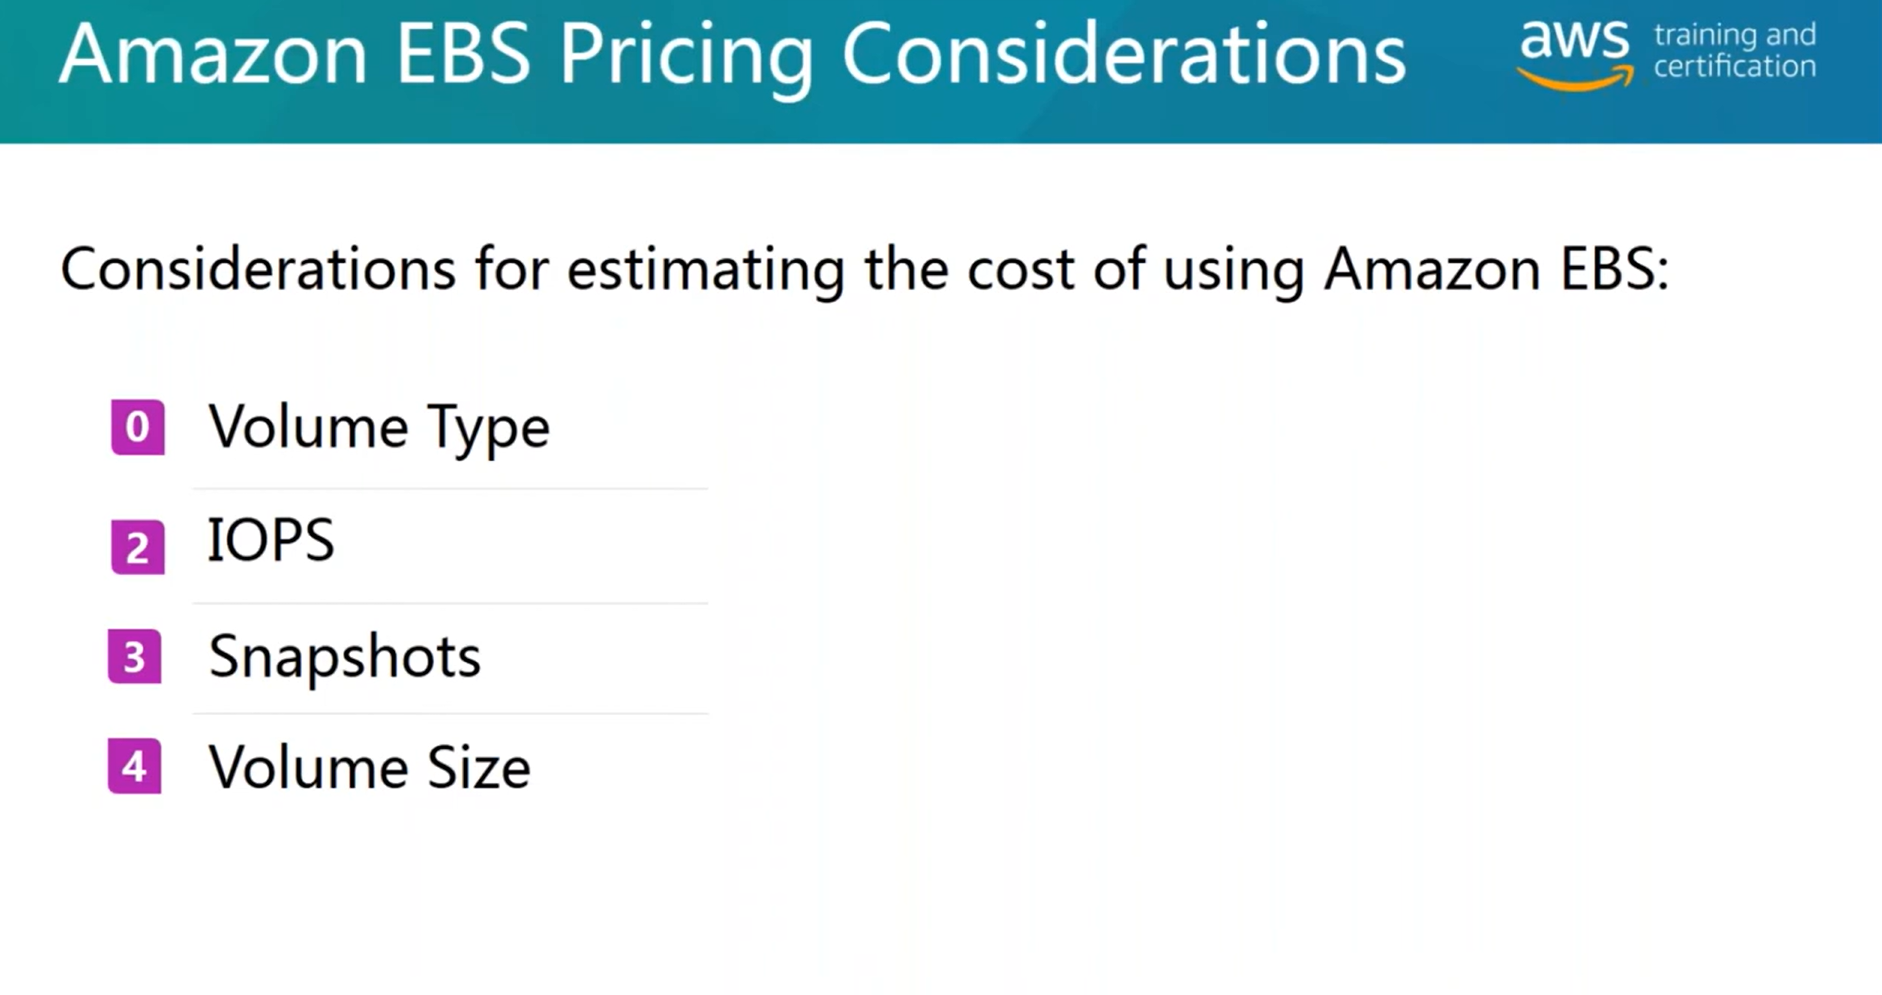 Amazon EBS Pricing Considerations
aws training and
certification
Considerations for estimating the cost of using Amazon EBS:
0 Volume Type
2 IOPS
3 Snapshots
4 Volume Size